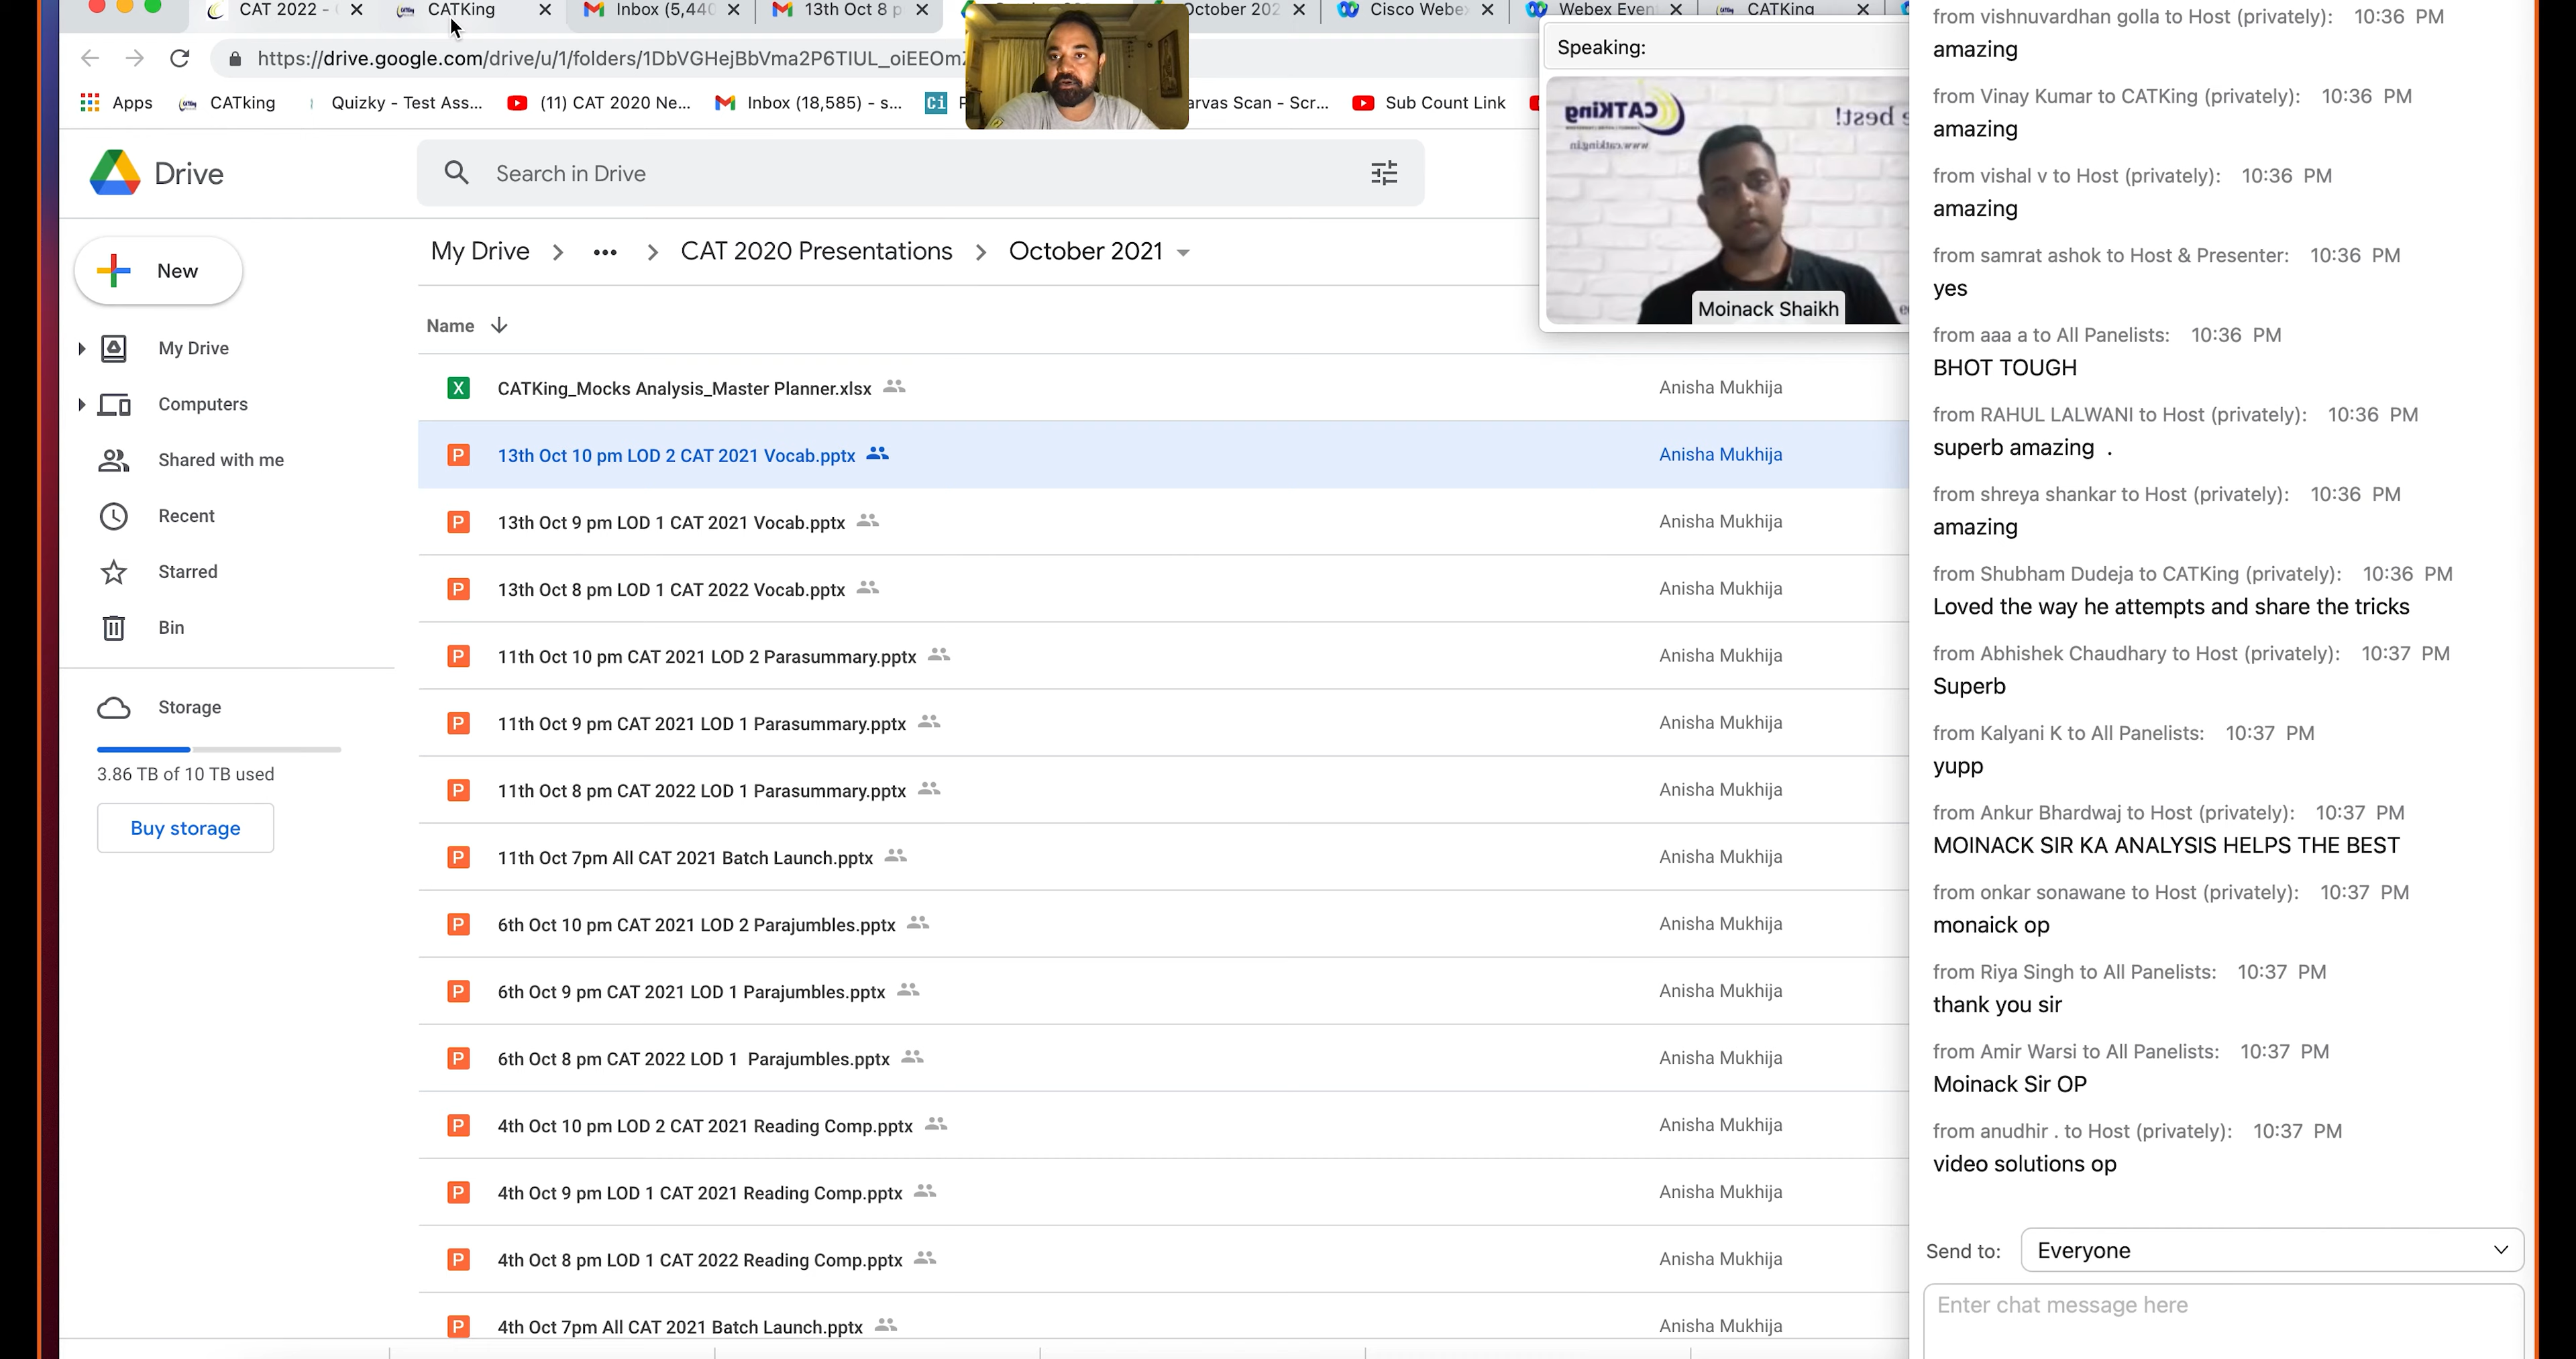 CAT 2022 -
CATKing
Inbox (5,440
13th Oct 8 p
October 202
Cisco Webex
Webex Even
CATKing
https://drive.google.com/drive/u/1/folders/1DbVGHejBbVma2P6TIUL_oiEEOm
Apps
CATking
Quizky - Test Ass...
(11) CAT 2020 Ne...
Inbox (18,585) - s...
Ci
arvas Scan - Scr...
Sub Count Link
Drive
Search in Drive
New
My Drive
Computers
Shared with me
Recent
Starred
Bin
Storage
3.86 TB of 10 TB used
Buy storage
My Drive > ••• > CAT 2020 Presentations > October 2021
Name
CATKing_Mocks Analysis_Master Planner.xlsx Anisha Mukhija
13th Oct 10 pm LOD 2 CAT 2021 Vocab.pptx Anisha Mukhija
13th Oct 9 pm LOD 1 CAT 2021 Vocab.pptx Anisha Mukhija
13th Oct 8 pm LOD 1 CAT 2022 Vocab.pptx Anisha Mukhija
11th Oct 10 pm CAT 2021 LOD 2 Parasummary.pptx Anisha Mukhija
11th Oct 9 pm CAT 2021 LOD 1 Parasummary.pptx Anisha Mukhija
11th Oct 8 pm CAT 2022 LOD 1 Parasummary.pptx Anisha Mukhija
11th Oct 7pm All CAT 2021 Batch Launch.pptx Anisha Mukhija
6th Oct 10 pm CAT 2021 LOD 2 Parajumbles.pptx Anisha Mukhija
6th Oct 9 pm CAT 2021 LOD 1 Parajumbles.pptx Anisha Mukhija
6th Oct 8 pm CAT 2022 LOD 1  Parajumbles.pptx Anisha Mukhija
4th Oct 10 pm LOD 2 CAT 2021 Reading Comp.pptx Anisha Mukhija
4th Oct 9 pm LOD 1 CAT 2021 Reading Comp.pptx Anisha Mukhija
4th Oct 8 pm LOD 1 CAT 2022 Reading Comp.pptx Anisha Mukhija
4th Oct 7pm All CAT 2021 Batch Launch.pptx Anisha Mukhija
Speaking:
CATKing
e best!
www.catking.in
Moinack Shaikh
from vishnuvardhan golla to Host (privately): 10:36 PM
amazing
from Vinay Kumar to CATKing (privately): 10:36 PM
amazing
from vishal v to Host (privately): 10:36 PM
amazing
from samrat ashok to Host & Presenter: 10:36 PM
yes
from aaa a to All Panelists: 10:36 PM
BHOT TOUGH
from RAHUL LALWANI to Host (privately): 10:36 PM
superb amazing .
from shreya shankar to Host (privately): 10:36 PM
amazing
from Shubham Dudeja to CATKing (privately): 10:36 PM
Loved the way he attempts and share the tricks
from Abhishek Chaudhary to Host (privately): 10:37 PM
Superb
from Kalyani K to All Panelists: 10:37 PM
yupp
from Ankur Bhardwaj to Host (privately): 10:37 PM
MOINACK SIR KA ANALYSIS HELPS THE BEST
from onkar sonawane to Host (privately): 10:37 PM
monaick op
from Riya Singh to All Panelists: 10:37 PM
thank you sir
from Amir Warsi to All Panelists: 10:37 PM
Moinack Sir OP
from anudhir . to Host (privately): 10:37 PM
video solutions op
Send to: Everyone
Enter chat message here